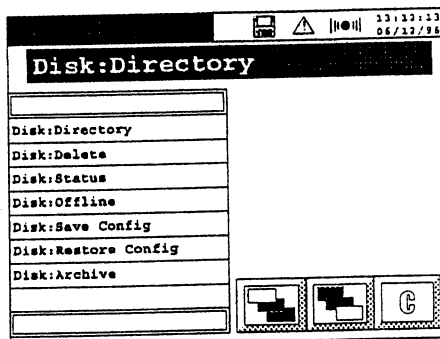 13:12:13
06/12/96
Disk:Directory
Disk:Directory
Disk:Delete
Disk:Status
Disk:Offline
Disk:Save Config
Disk:Restore Config
Disk:Archive
C